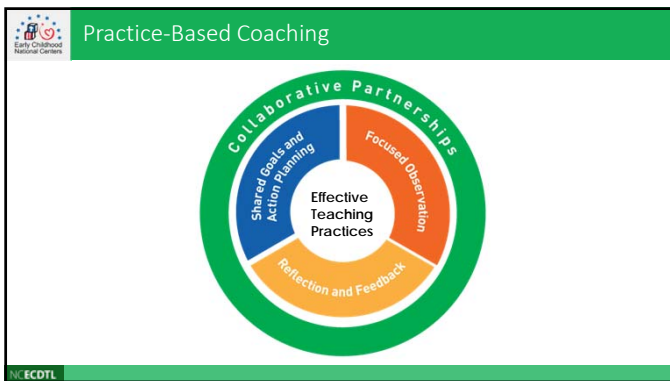 Early Childhood
National Centers
Practice-Based Coaching
Collaborative Partnerships
Shared Goals and
Action Planning
Focused Observation
Effective
Teaching
Practices
Reflection and Feedback
NCECDTL